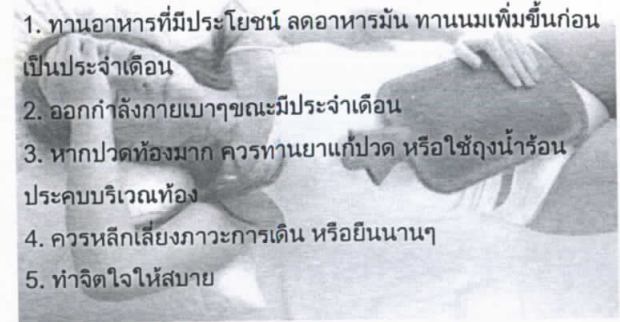 1. ทานอาหารที่มีประโยชน์ ลดอาหารมัน ทานนมเพิ่มขึ้นก่อน
เป็นประจำเดือน
2. ออกกำลังกายเบาๆขณะมีประจำเดือน
3. หากปวดท้องมาก ควรทานยาแก้ปวด หรือใช้ถุงน้ำร้อน
ประคบบริเวณท้อง
4. ควรหลีกเลี่ยงภาวะการเดิน หรือยืนนานๆ
5. ทำจิตใจให้สบาย